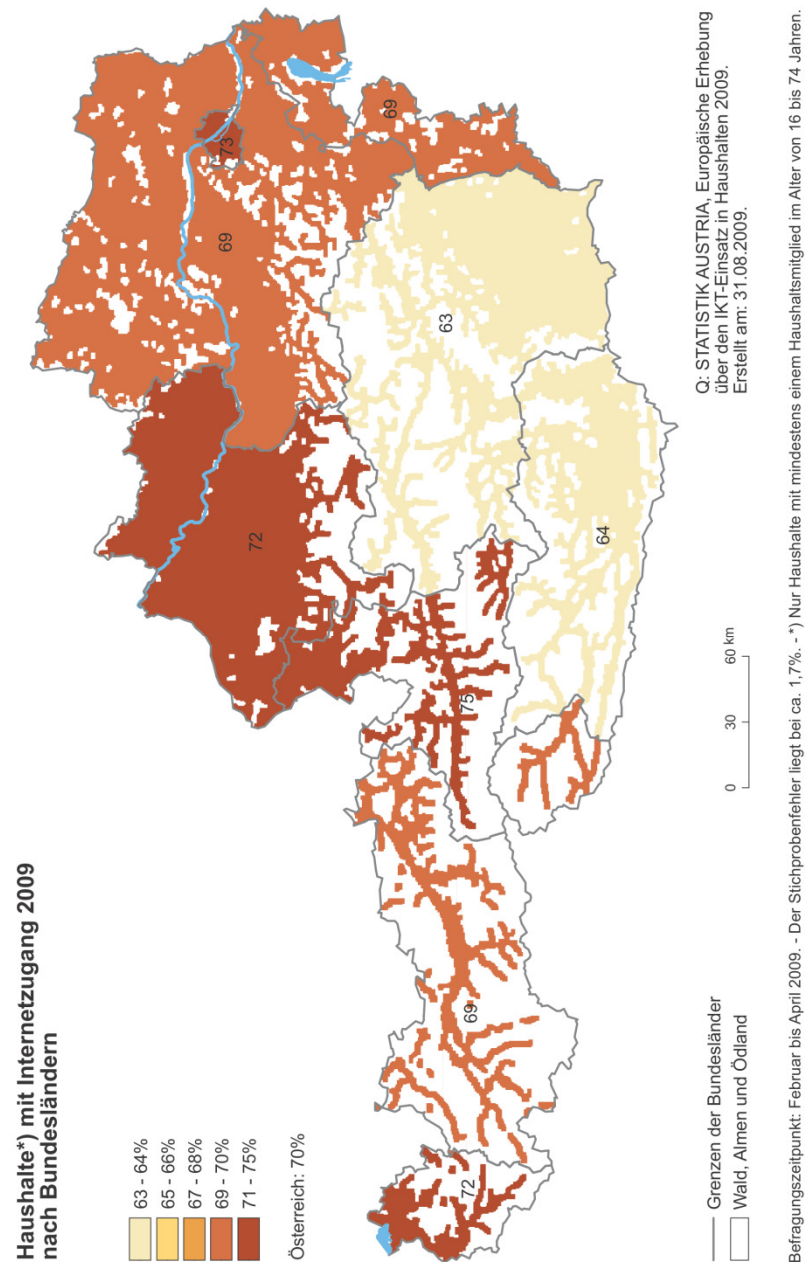 Haushalte*) mit Internetzugang 2009
nach Bundesländern
63 - 64%
65 - 66%
67 - 68%
69 - 70%
71 - 75%
Österreich: 70%
72
69
75
72
64
63
69
73
69
Grenzen der Bundesländer
Wald, Almen und Ödland
0 30 60 km
Q: STATISTIK AUSTRIA, Europäische Erhebung
über den IKT-Einsatz in Haushalten 2009.
Erstellt am: 31.08.2009.
Befragungszeitpunkt: Februar bis April 2009. - Der Stichprobenfehler liegt bei ca. 1,7%. - *) Nur Haushalte mit mindestens einem Haushaltsmitglied im Alter von 16 bis 74 Jahren.